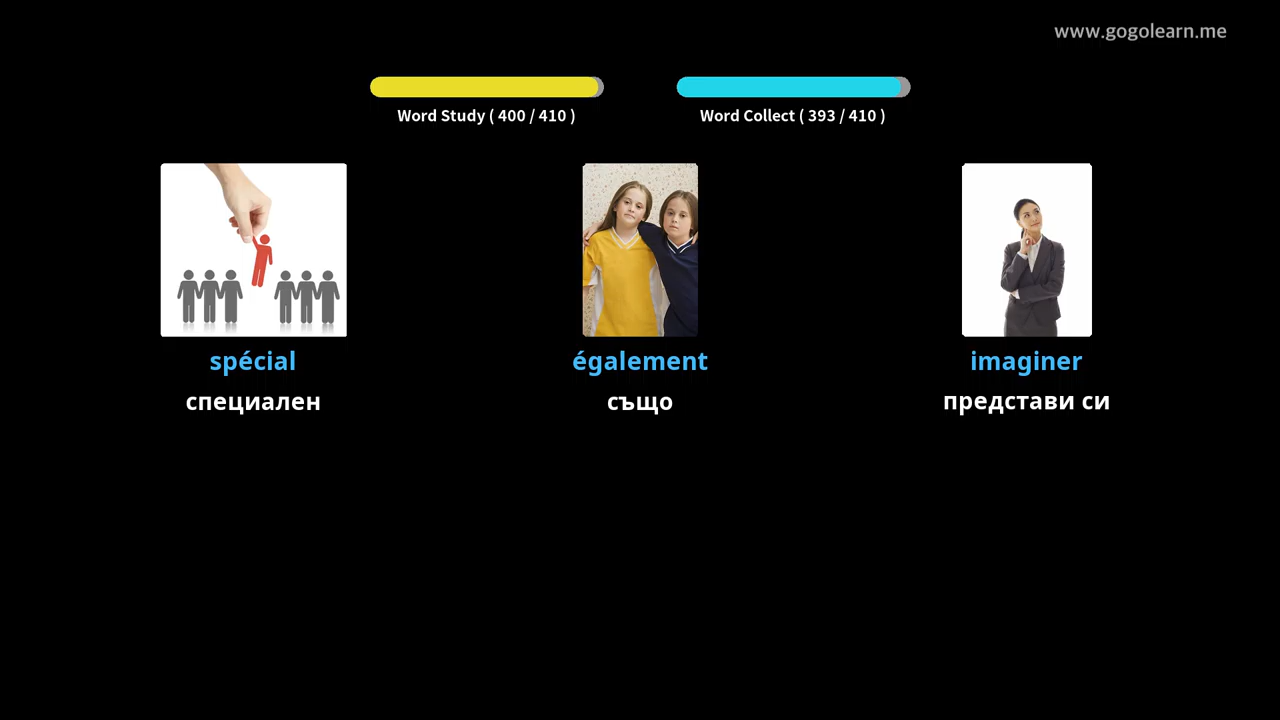 www.gogolearn.me
Word Study ( 400 / 410 )
Word Collect ( 393 / 410 )
spécial
également
imaginer
специален
също
представи си